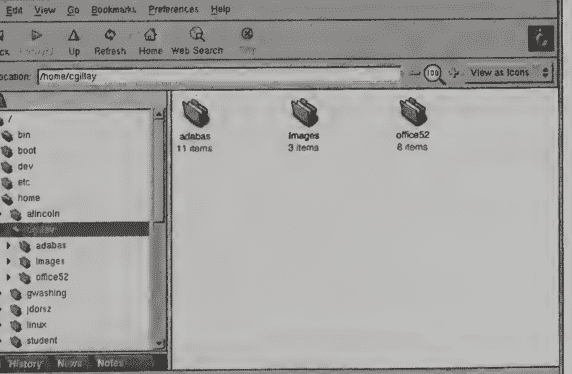 Edit View Go Bookmarks Preferences Help
Up Refresh Home Web Search
/home/cgillay
100
View as Icons
/
bin
boot
dev
etc
home
alincoln
adabas
images
office52
gwashing
jdorsz
linux
student
History News Notes
adabas
11 items
images
3 items
office52
8 items